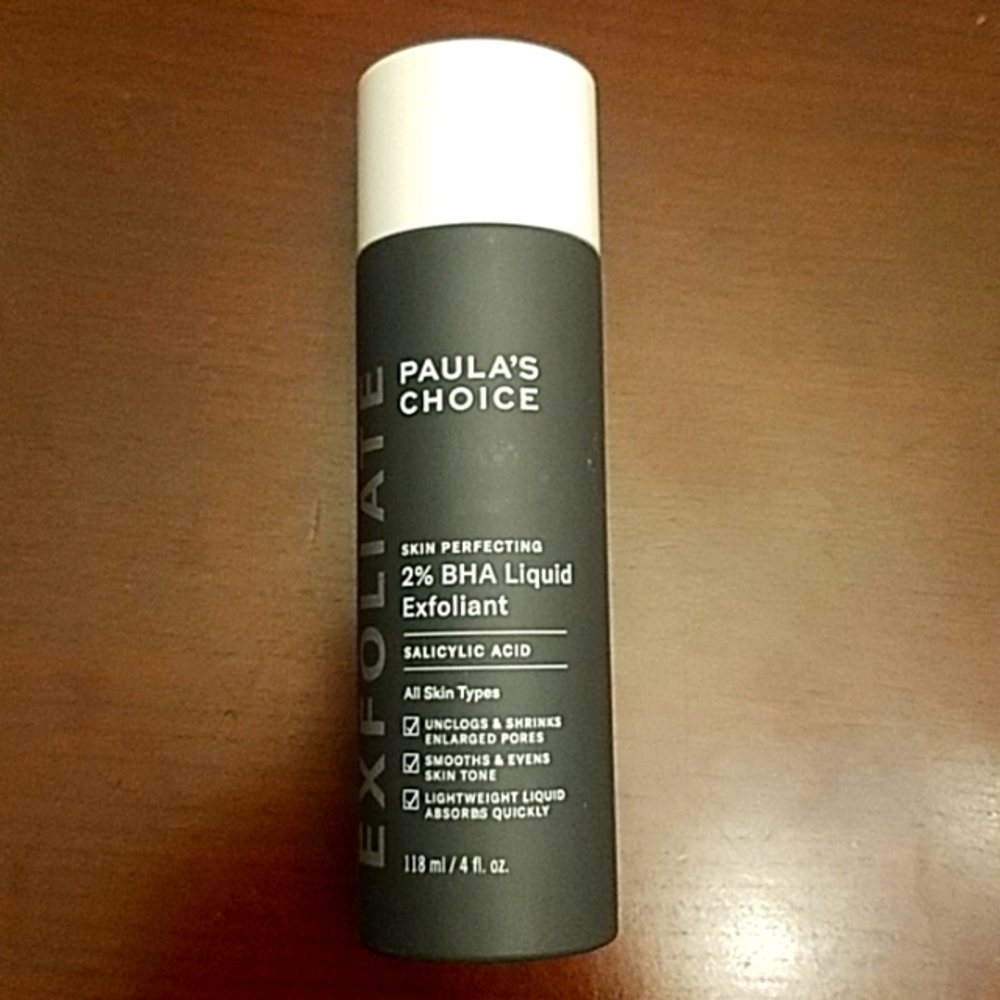 PAULA'S
CHOICE
EXFOLIATE
SKIN PERFECTING
2% BHA Liquid
Exfoliant
SALICYLIC ACID
All Skin Types
UNCLOGS & SHRINKS
ENLARGED PORES
SMOOTHS & EVENS
SKIN TONE
LIGHTWEIGHT LIQUID
ABSORBS QUICKLY
118 ml / 4 fl. oz.